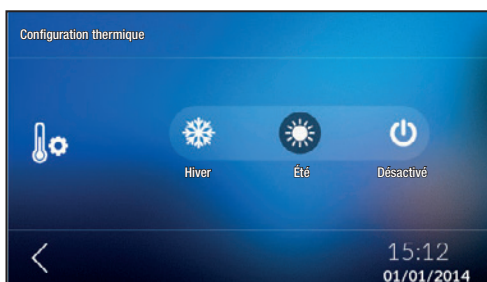 Configuration thermique
Hiver Été Désactivé
15:12
01/01/2014